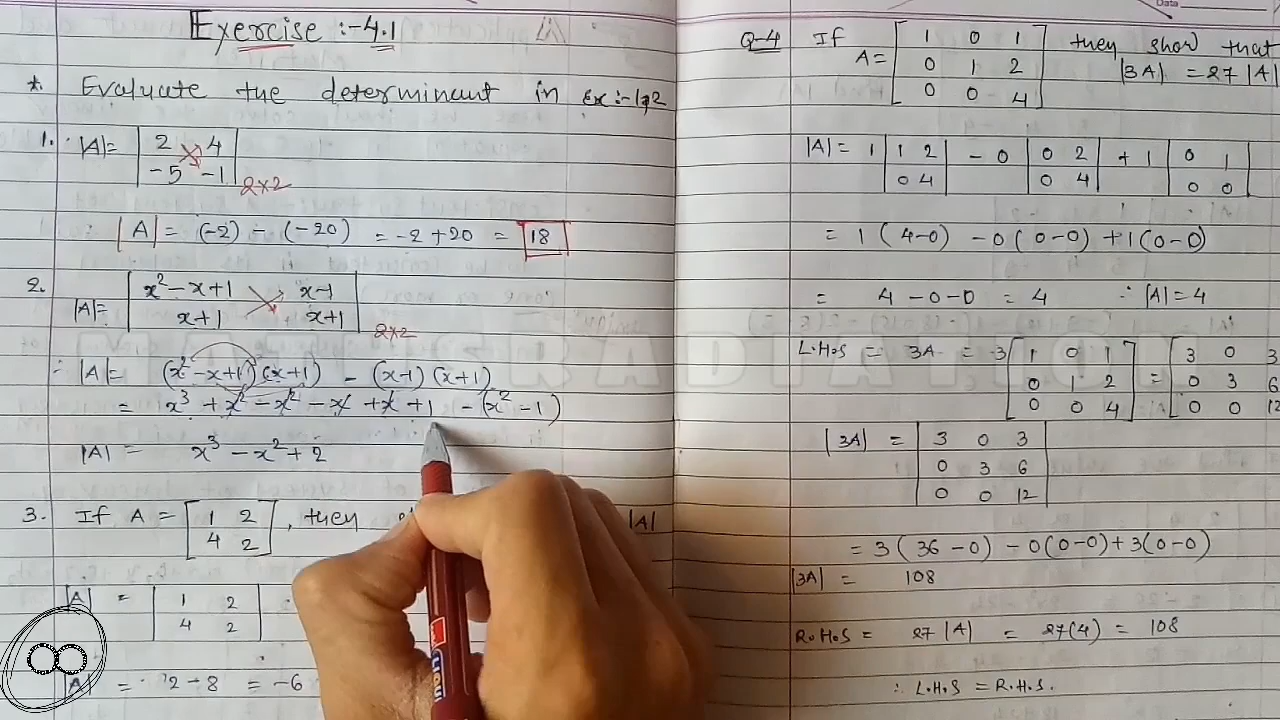 Exercise :- 4.1
*. Evaluate the determinant in Ex :- 1, 2
1. |A| = | 2 4 |
| -5 -1 | 2×2
∴ |A| = (-2) - (-20) = -2 + 20 = 18
2. |A| = | x² - x + 1 x - 1 |
| x + 1 x + 1 | 2×2
∴ |A| = (x² - x + 1) (x + 1) - (x - 1) (x + 1)
= x³ + x² - x² - x + x + 1 - (x² - 1)
|A| = x³ - x² + 2
3. If A = [ 1 2 ] , they |A|
[ 4 2 ]
|A| = | 1 2 |
| 4 2 |
|A| = 2 - 8 = -6
Date
Q-4 If A = [ 1 0 1 ] they show that
[ 0 1 2 ] |3A| = 27 |A|
[ 0 0 4 ]
|A| = 1 | 1 2 | - 0 | 0 2 | + 1 | 0 1 |
| 0 4 | | 0 4 | | 0 0 |
= 1 ( 4 - 0 ) - 0 ( 0 - 0 ) + 1 ( 0 - 0 )
= 4 - 0 - 0 = 4 ∴ |A| = 4
MATHS RADIATION
L.H.S = 3A = 3 [ 1 0 1 ] = [ 3 0 3
[ 0 1 2 ] [ 0 3 6
[ 0 0 4 ] [ 0 0 12
|3A| = | 3 0 3 |
| 0 3 6 |
| 0 0 12 |
= 3 ( 36 - 0 ) - 0 ( 0 - 0 ) + 3 ( 0 - 0 )
|3A| = 108
R.H.S = 27 |A| = 27(4) = 108
∴ L.H.S = R.H.S.